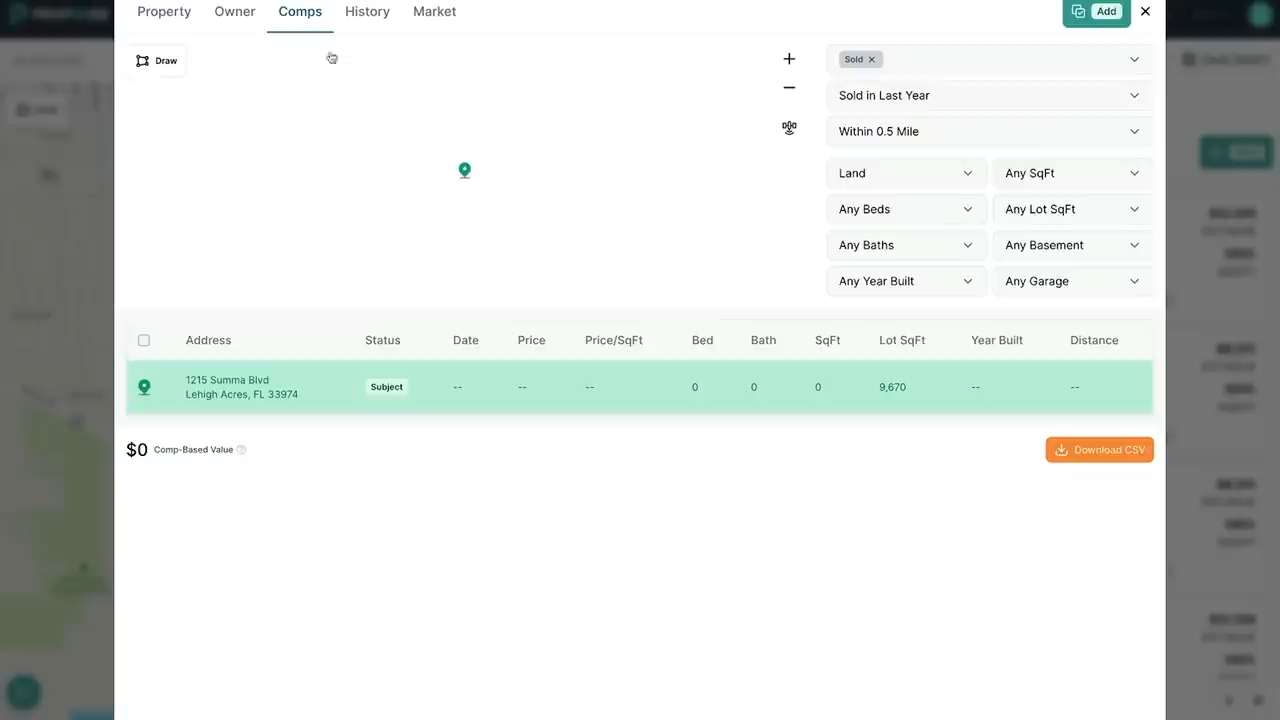 Property Owner Comps History Market Add
Draw
Sold
Sold in Last Year
Within 0.5 Mile
Land Any SqFt
Any Beds Any Lot SqFt
Any Baths Any Basement
Any Year Built Any Garage
Address Status Date Price Price/SqFt Bed Bath SqFt Lot SqFt Year Built Distance
1215 Summa Blvd
Lehigh Acres, FL 33974
Subject -- -- -- 0 0 0 9,670 -- --
$0 Comp-Based Value Download CSV